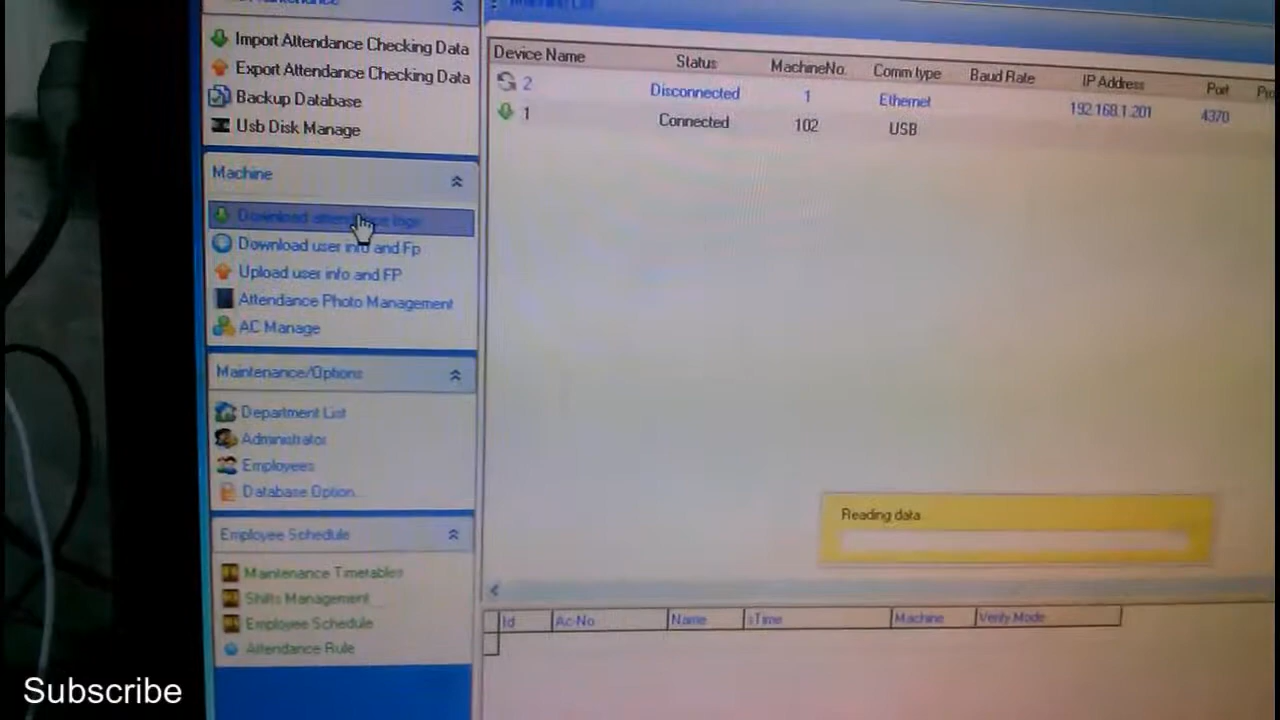 Import Attendance Checking Data
Export Attendance Checking Data
Backup Database
Usb Disk Manage
Machine
Download attendance logs
Download user info and Fp
Upload user info and FP
Attendance Photo Management
AC Manage
Maintenance/Options
Department List
Administrator
Employees
Database Option...
Employee Schedule
Maintenance Timetables
Shifts Management
Employee Schedule
Attendance Rule
Device Name Status MachineNo. Comm type Baud Rate IP Address Port
2 Disconnected 1 Ethernet 192.168.1.201 4370
1 Connected 102 USB
Reading data
Id Ac-No Name sTime Machine Verify Mode
Subscribe